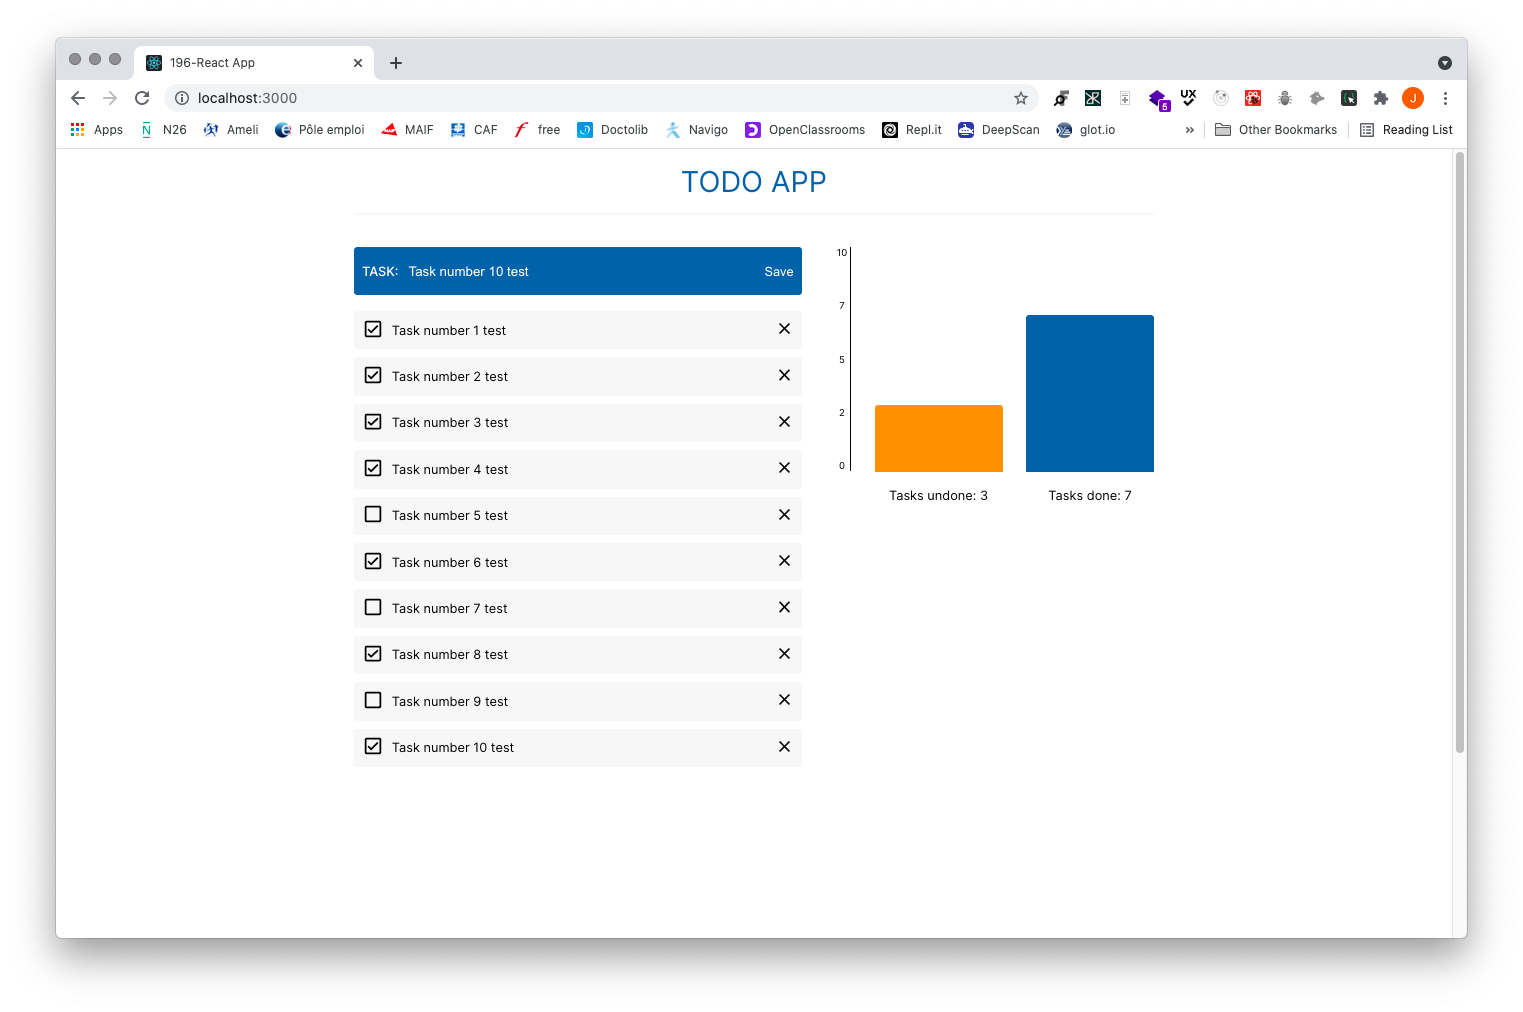 196-React App
localhost:3000
5
UX
J
Apps N26 Ameli Pôle emploi MAIF CAF free Doctolib Navigo OpenClassrooms Repl.it DeepScan glot.io » Other Bookmarks Reading List
TODO APP
TASK: Task number 10 test Save
Task number 1 test
Task number 2 test
Task number 3 test
Task number 4 test
Task number 5 test
Task number 6 test
Task number 7 test
Task number 8 test
Task number 9 test
Task number 10 test
10
7
5
2
0
Tasks undone: 3 Tasks done: 7